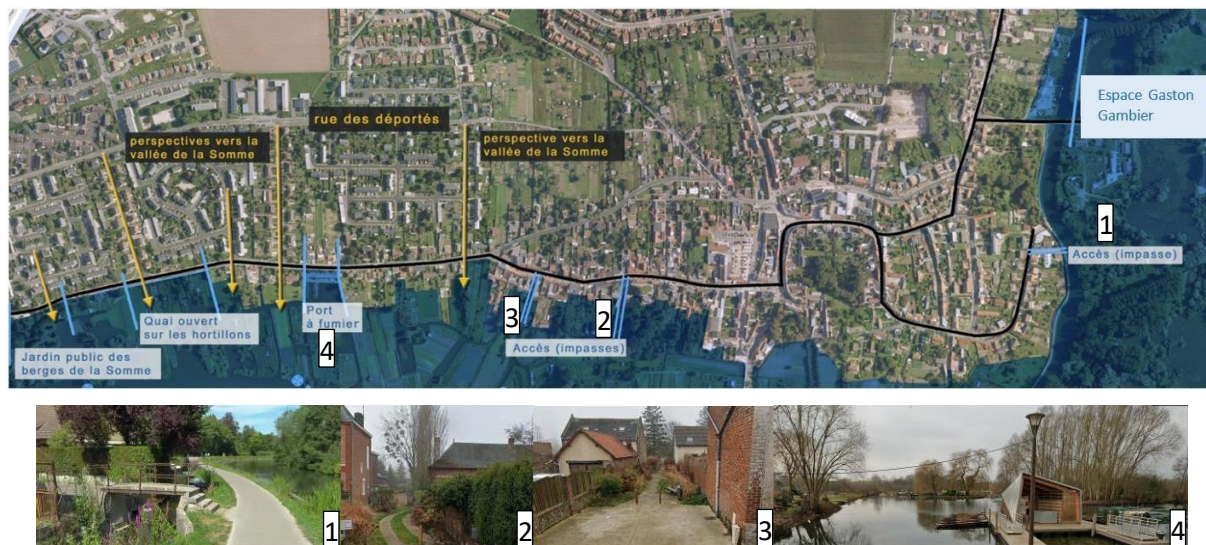 Espace Gaston
Gambier
rue des déportés
perspectives vers la
vallée de la Somme
perspective vers la
vallée de la Somme
1
Accès (impasse)
Quai ouvert
sur les hortillons
Port
à fumier
4
3
2
Accès (impasses)
Jardin public des
berges de la Somme
1
2
3
4